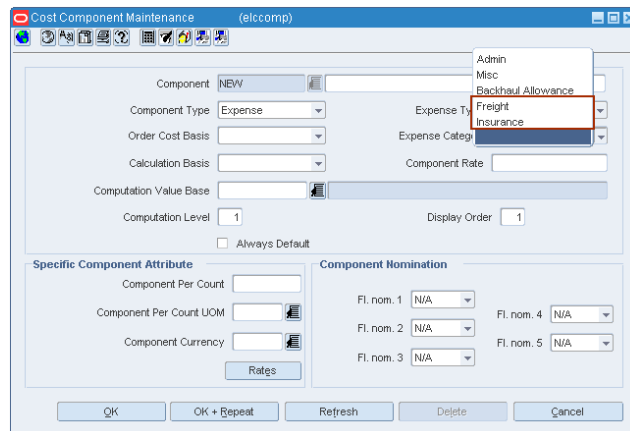 Cost Component Maintenance (elccomp)
Admin
Misc
Backhaul Allowance
Freight
Insurance
Component NEW
Component Type Expense
Expense Ty
Order Cost Basis
Expense Categ
Calculation Basis
Component Rate
Computation Value Base
Computation Level 1
Display Order 1
Always Default
Specific Component Attribute
Component Per Count
Component Per Count UOM
Component Currency
Rates
Component Nomination
Fl. nom. 1 N/A
Fl. nom. 2 N/A
Fl. nom. 3 N/A
Fl. nom. 4 N/A
Fl. nom. 5 N/A
OK
OK + Repeat
Refresh
Delete
Cancel